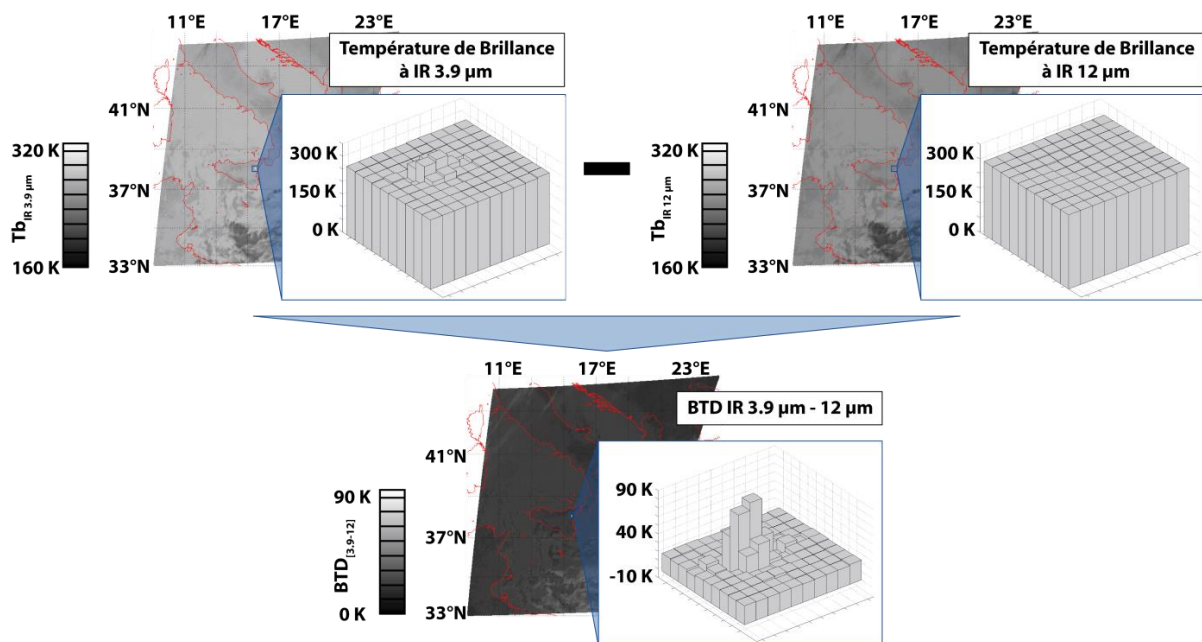 11°E 17°E 23°E
Température de Brillance
à IR 3.9 µm
41°N
320 K
37°N
Tb IR 3.9 µm
160 K
33°N
300 K
150 K
0 K
11°E 17°E 23°E
Température de Brillance
à IR 12 µm
41°N
320 K
37°N
Tb IR 12 µm
160 K
33°N
300 K
150 K
0 K
11°E 17°E 23°E
BTD IR 3.9 µm - 12 µm
41°N
90 K
37°N
BTD [3.9-12]
0 K
33°N
90 K
40 K
-10 K